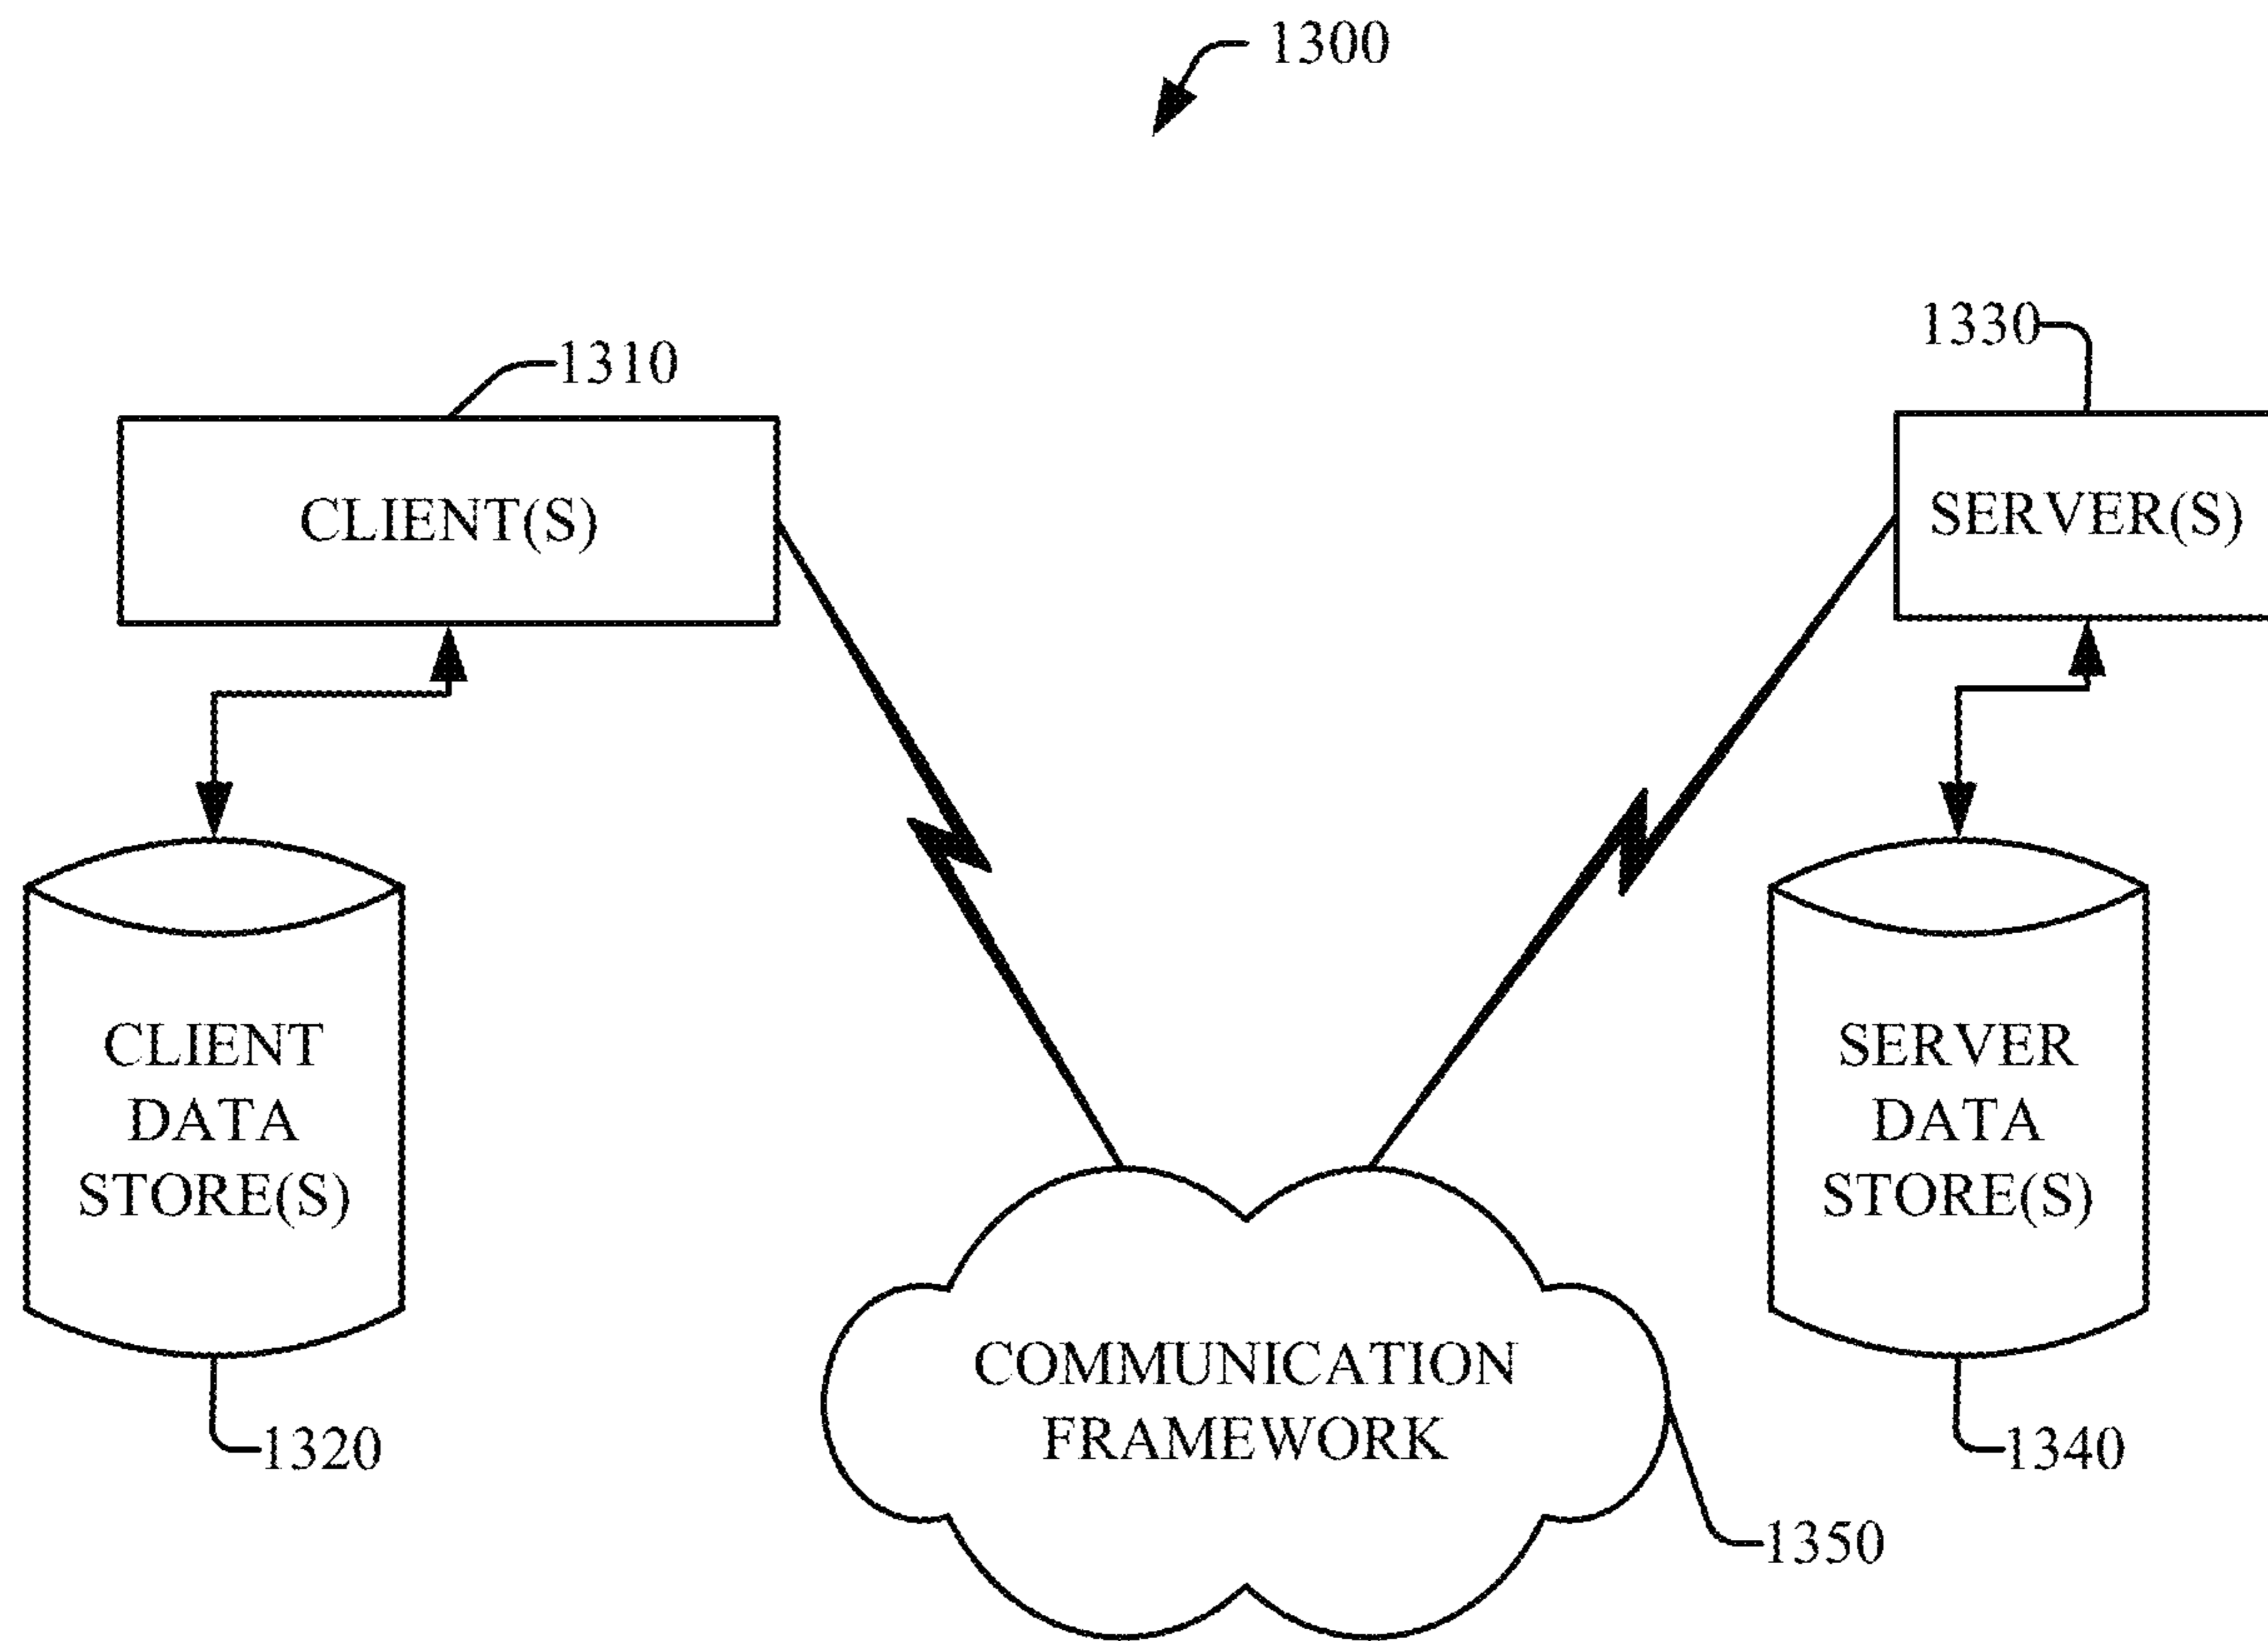 1300
1310
1330
CLIENT(S)
SERVER(S)
CLIENT
DATA
STORE(S)
SERVER
DATA
STORE(S)
COMMUNICATION
FRAMEWORK
1320
1340
1350